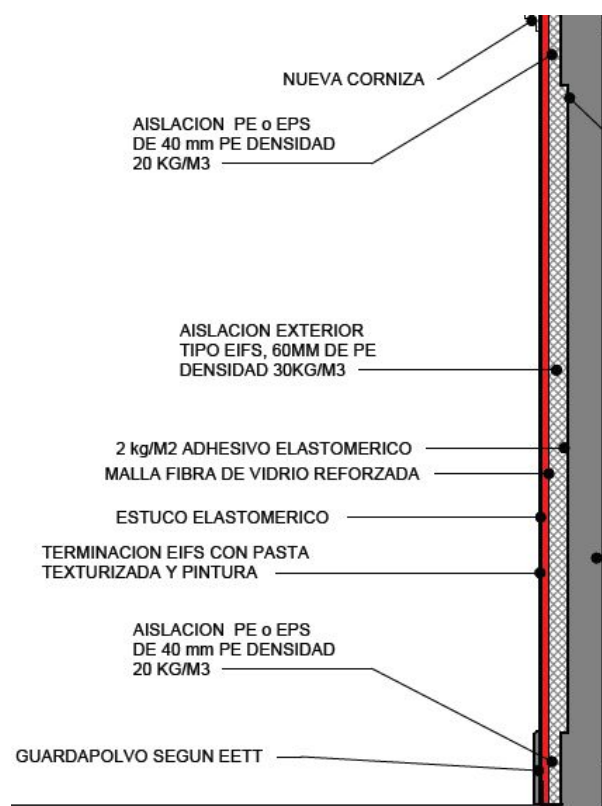 NUEVA CORNIZA
AISLACION PE o EPS
DE 40 mm PE DENSIDAD
20 KG/M3
AISLACION EXTERIOR
TIPO EIFS, 60MM DE PE
DENSIDAD 30KG/M3
2 kg/M2 ADHESIVO ELASTOMERICO
MALLA FIBRA DE VIDRIO REFORZADA
ESTUCO ELASTOMERICO
TERMINACION EIFS CON PASTA
TEXTURIZADA Y PINTURA
AISLACION PE o EPS
DE 40 mm PE DENSIDAD
20 KG/M3
GUARDAPOLVO SEGUN EETT